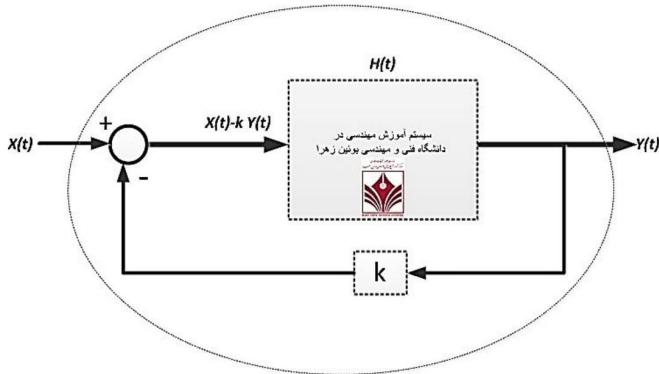 H(t)
X(t)
+
X(t)-k Y(t)
سیستم آموزش مهندسی در
دانشگاه فنی و مهندسی بوئین زهرا
Y(t)
-
k